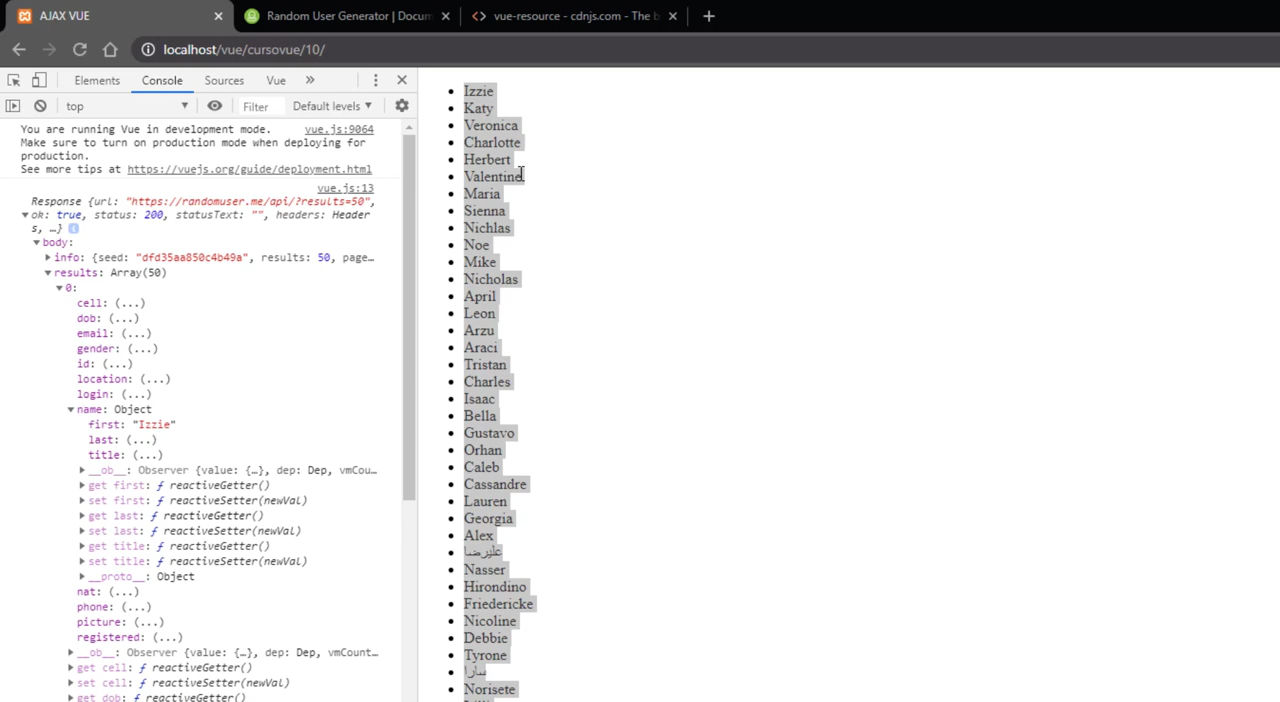 AJAX VUE
Random User Generator | Docum
vue-resource - cdnjs.com - The b
localhost/vue/cursovue/10/
Elements Console Sources Vue
top Filter Default levels
You are running Vue in development mode. vue.js:9064
Make sure to turn on production mode when deploying for
production.
See more tips at https://vuejs.org/guide/deployment.html
vue.js:13
Response {url: "https://randomuser.me/api/?results=50",
ok: true, status: 200, statusText: "", headers: Header
s, …}
body:
info: {seed: "dfd35aa850c4b49a", results: 50, page…
results: Array(50)
0:
cell: (...)
dob: (...)
email: (...)
gender: (...)
id: (...)
location: (...)
login: (...)
name: Object
first: "Izzie"
last: (...)
title: (...)
__ob__: Observer {value: {…}, dep: Dep, vmCou…
get first: ƒ reactiveGetter()
set first: ƒ reactiveSetter(newVal)
get last: ƒ reactiveGetter()
set last: ƒ reactiveSetter(newVal)
get title: ƒ reactiveGetter()
set title: ƒ reactiveSetter(newVal)
__proto__: Object
nat: (...)
phone: (...)
picture: (...)
registered: (...)
__ob__: Observer {value: {…}, dep: Dep, vmCount…
get cell: ƒ reactiveGetter()
set cell: ƒ reactiveSetter(newVal)
get dob: ƒ reactiveGetter()
Izzie
Katy
Veronica
Charlotte
Herbert
Valentine
Maria
Sienna
Nichlas
Noe
Mike
Nicholas
April
Leon
Arzu
Araci
Tristan
Charles
Isaac
Bella
Gustavo
Orhan
Caleb
Cassandre
Lauren
Georgia
Alex
علیرضا
Nasser
Hirondino
Friedericke
Nicoline
Debbie
Tyrone
سارا
Norisete